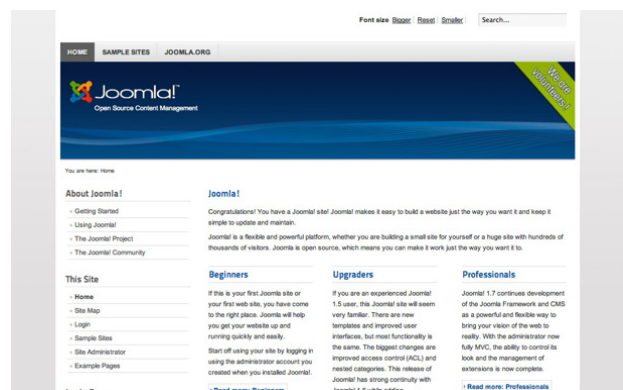 Font size Bigger Reset Smaller Search...
HOME SAMPLE SITES JOOMLA.ORG
Joomla!
Open Source Content Management
We are
volunteers!
You are here: Home
About Joomla!
Getting Started
Using Joomla!
The Joomla! Project
The Joomla! Community
This Site
Home
Site Map
Login
Sample Sites
Site Administrator
Example Pages
Joomla!
Congratulations! You have a Joomla! site! Joomla! makes it easy to build a website just the way you want it and keep it
simple to update and maintain.
Joomla! is a flexible and powerful platform, whether you are building a small site for yourself or a huge site with hundreds of
thousands of visitors. Joomla is open source, which means you can make it work just the way you want it to.
Beginners
If this is your first Joomla site or
your first web site, you have come
to the right place. Joomla will help
you get your website up and
running quickly and easily.
Start off using your site by logging in
using the administrator account you
created when you installed Joomla!.
Read more: Beginners
Upgraders
If you are an experienced Joomla!
1.5 user, this Joomla! site will seem
very familiar. There are new
templates and improved user
interfaces, but most functionality is
the same. The biggest changes are
improved access control (ACL) and
nested categories. This release of
Joomla! has strong continuity with
Professionals
Joomla! 1.7 continues development
of the Joomla Framework and CMS
as a powerful and flexible way to
bring your vision of the web to
reality. With the administrator now
fully MVC, the ability to control its
look and the management of
extensions is now complete.
Read more: Professionals